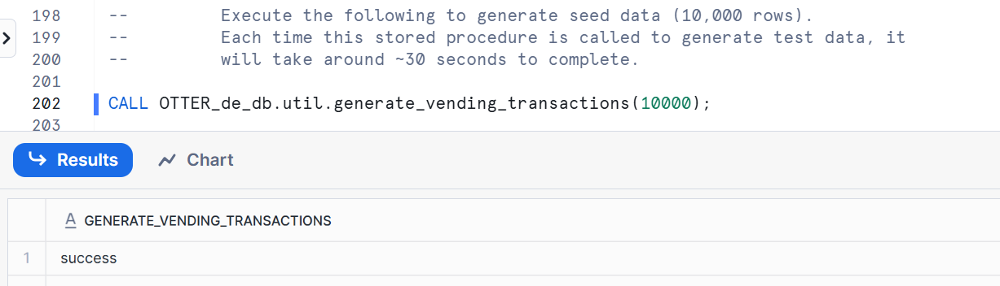 198 -- Execute the following to generate seed data (10,000 rows).
199 -- Each time this stored procedure is called to generate test data, it
200 -- will take around ~30 seconds to complete.
201
202 CALL OTTER_de_db.util.generate_vending_transactions(10000);
203
Results Chart
A GENERATE_VENDING_TRANSACTIONS
1 success